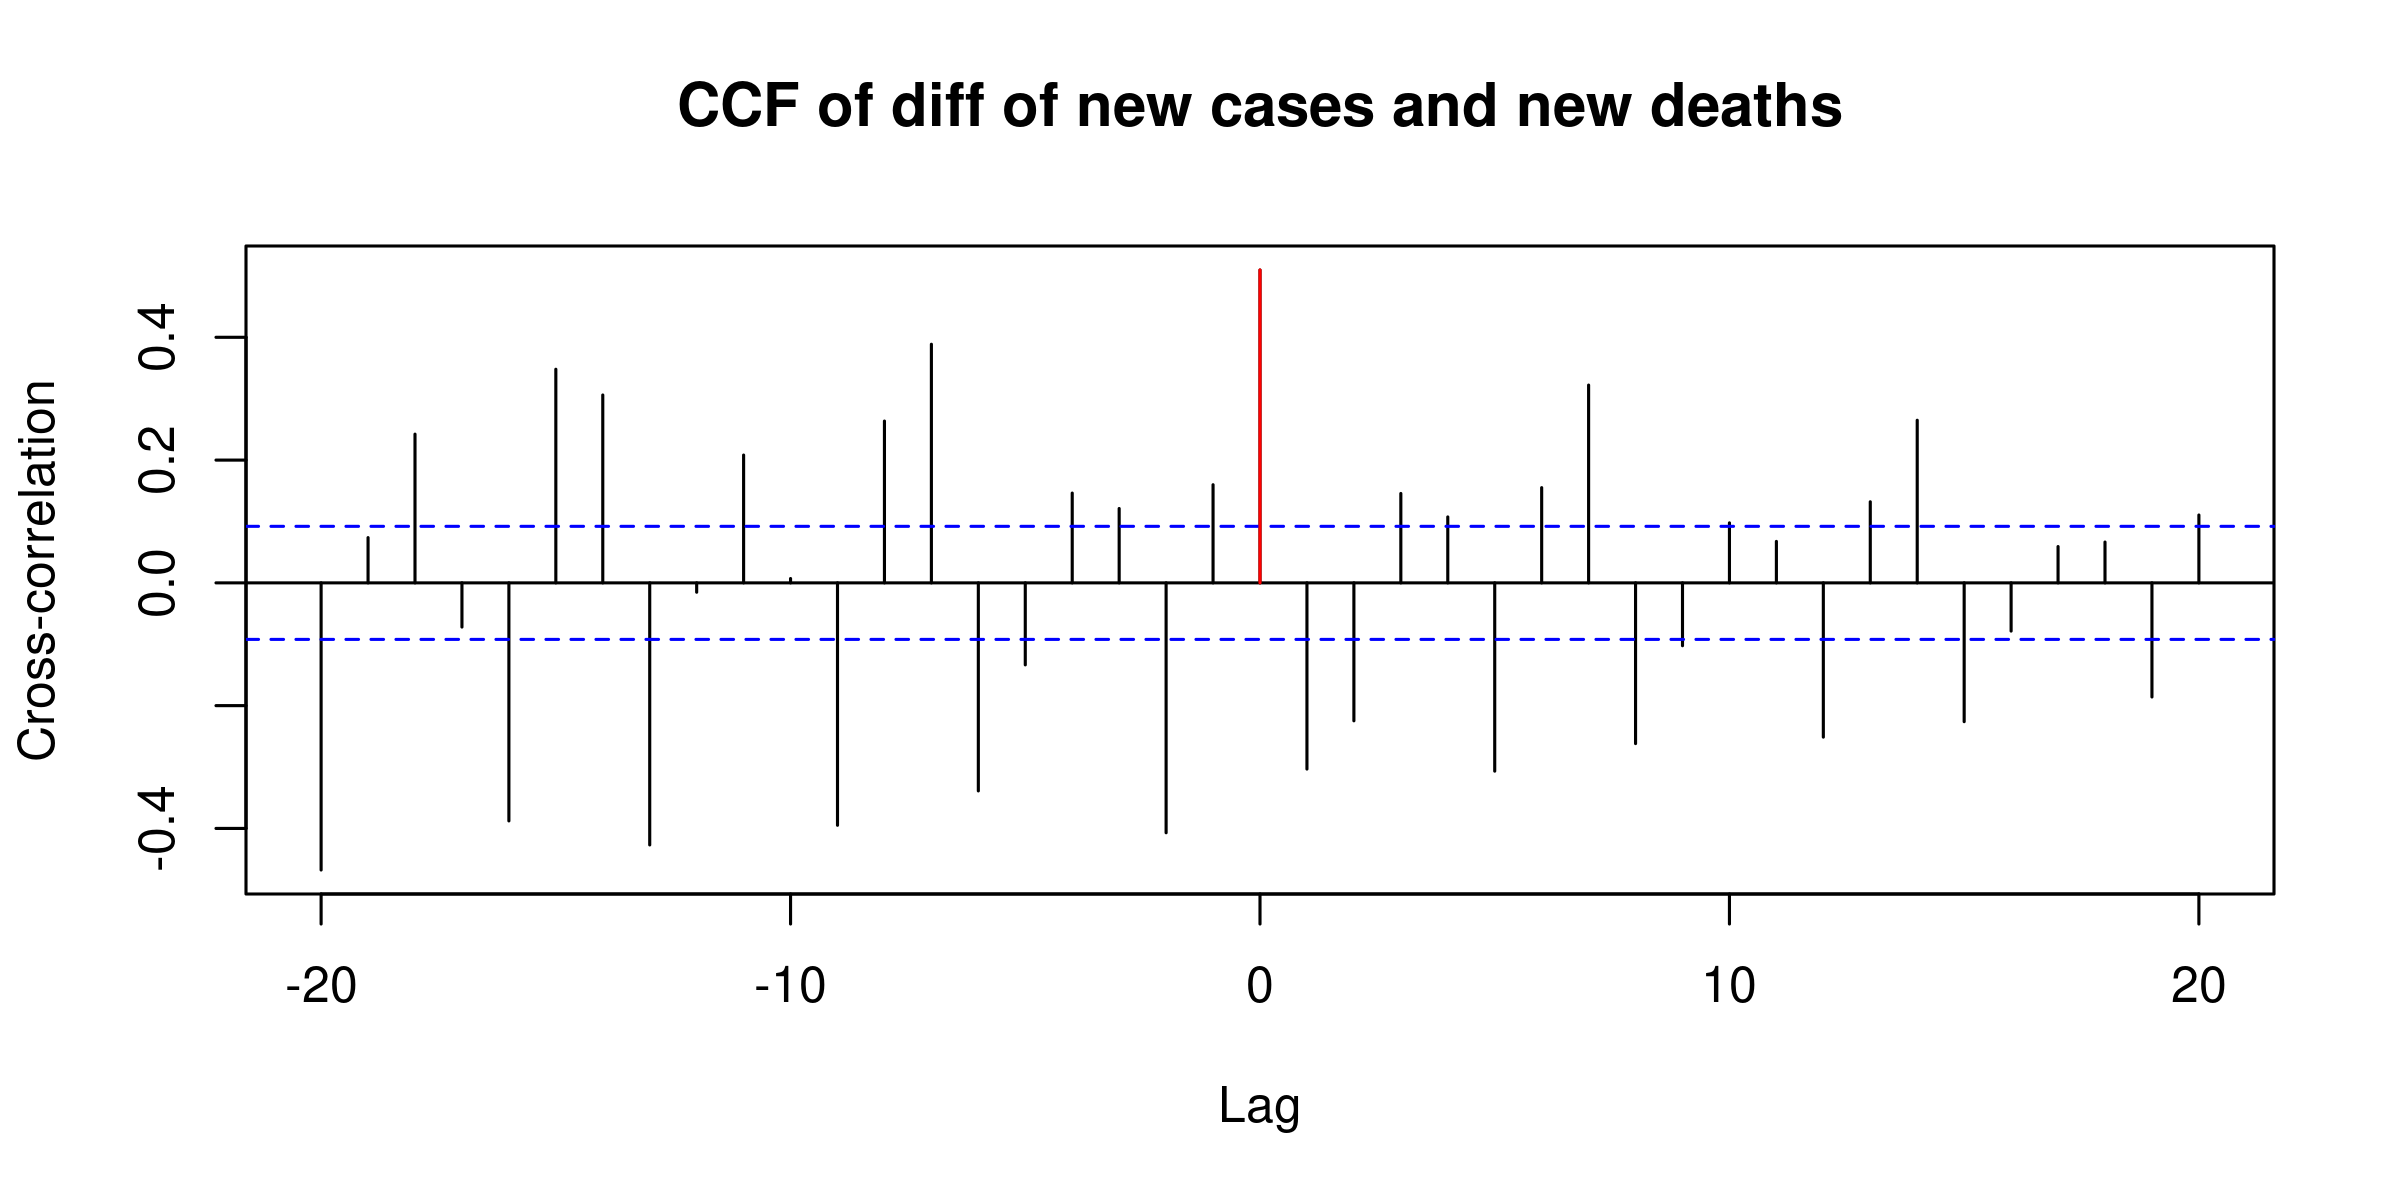 CCF of diff of new cases and new deaths
Cross-correlation
0.4
0.2
0.0
-0.4
-20 -10 0 10 20
Lag